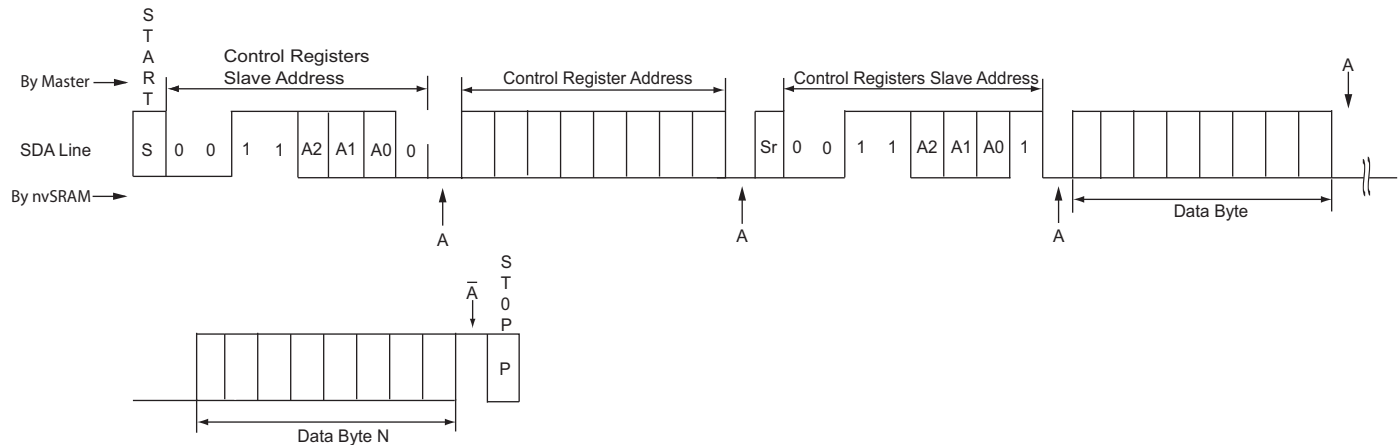 START
Control Registers
Slave Address
By Master
Control Register Address
Control Registers Slave Address
A
SDA Line
S 0 0 1 1 A2 A1 A0 0
Sr 0 0 1 1 A2 A1 A0 1
By nvSRAM
A
A
A
Data Byte
ST0P
A̅
P
Data Byte N